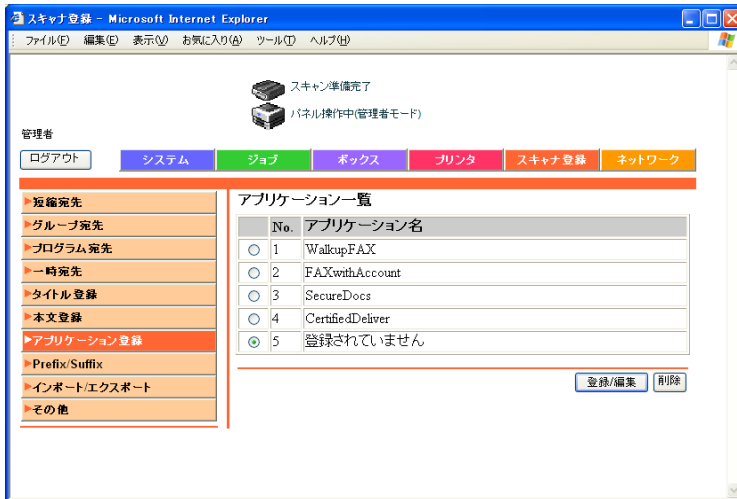 スキャナ登録 - Microsoft Internet Explorer
ファイル(F) 編集(E) 表示(V) お気に入り(A) ツール(T) ヘルプ(H)
スキャン準備完了
パネル操作中(管理者モード)
管理者
ログアウト システム ジョブ ボックス プリンタ スキャナ登録 ネットワーク
短縮宛先
グループ宛先
プログラム宛先
一時宛先
タイトル登録
本文登録
アプリケーション登録
Prefix/Suffix
インポート/エクスポート
その他
アプリケーション一覧
No. アプリケーション名
1 WalkupFAX
2 FAXwithAccount
3 SecureDocs
4 CertifiedDeliver
5 登録されていません
登録/編集 削除